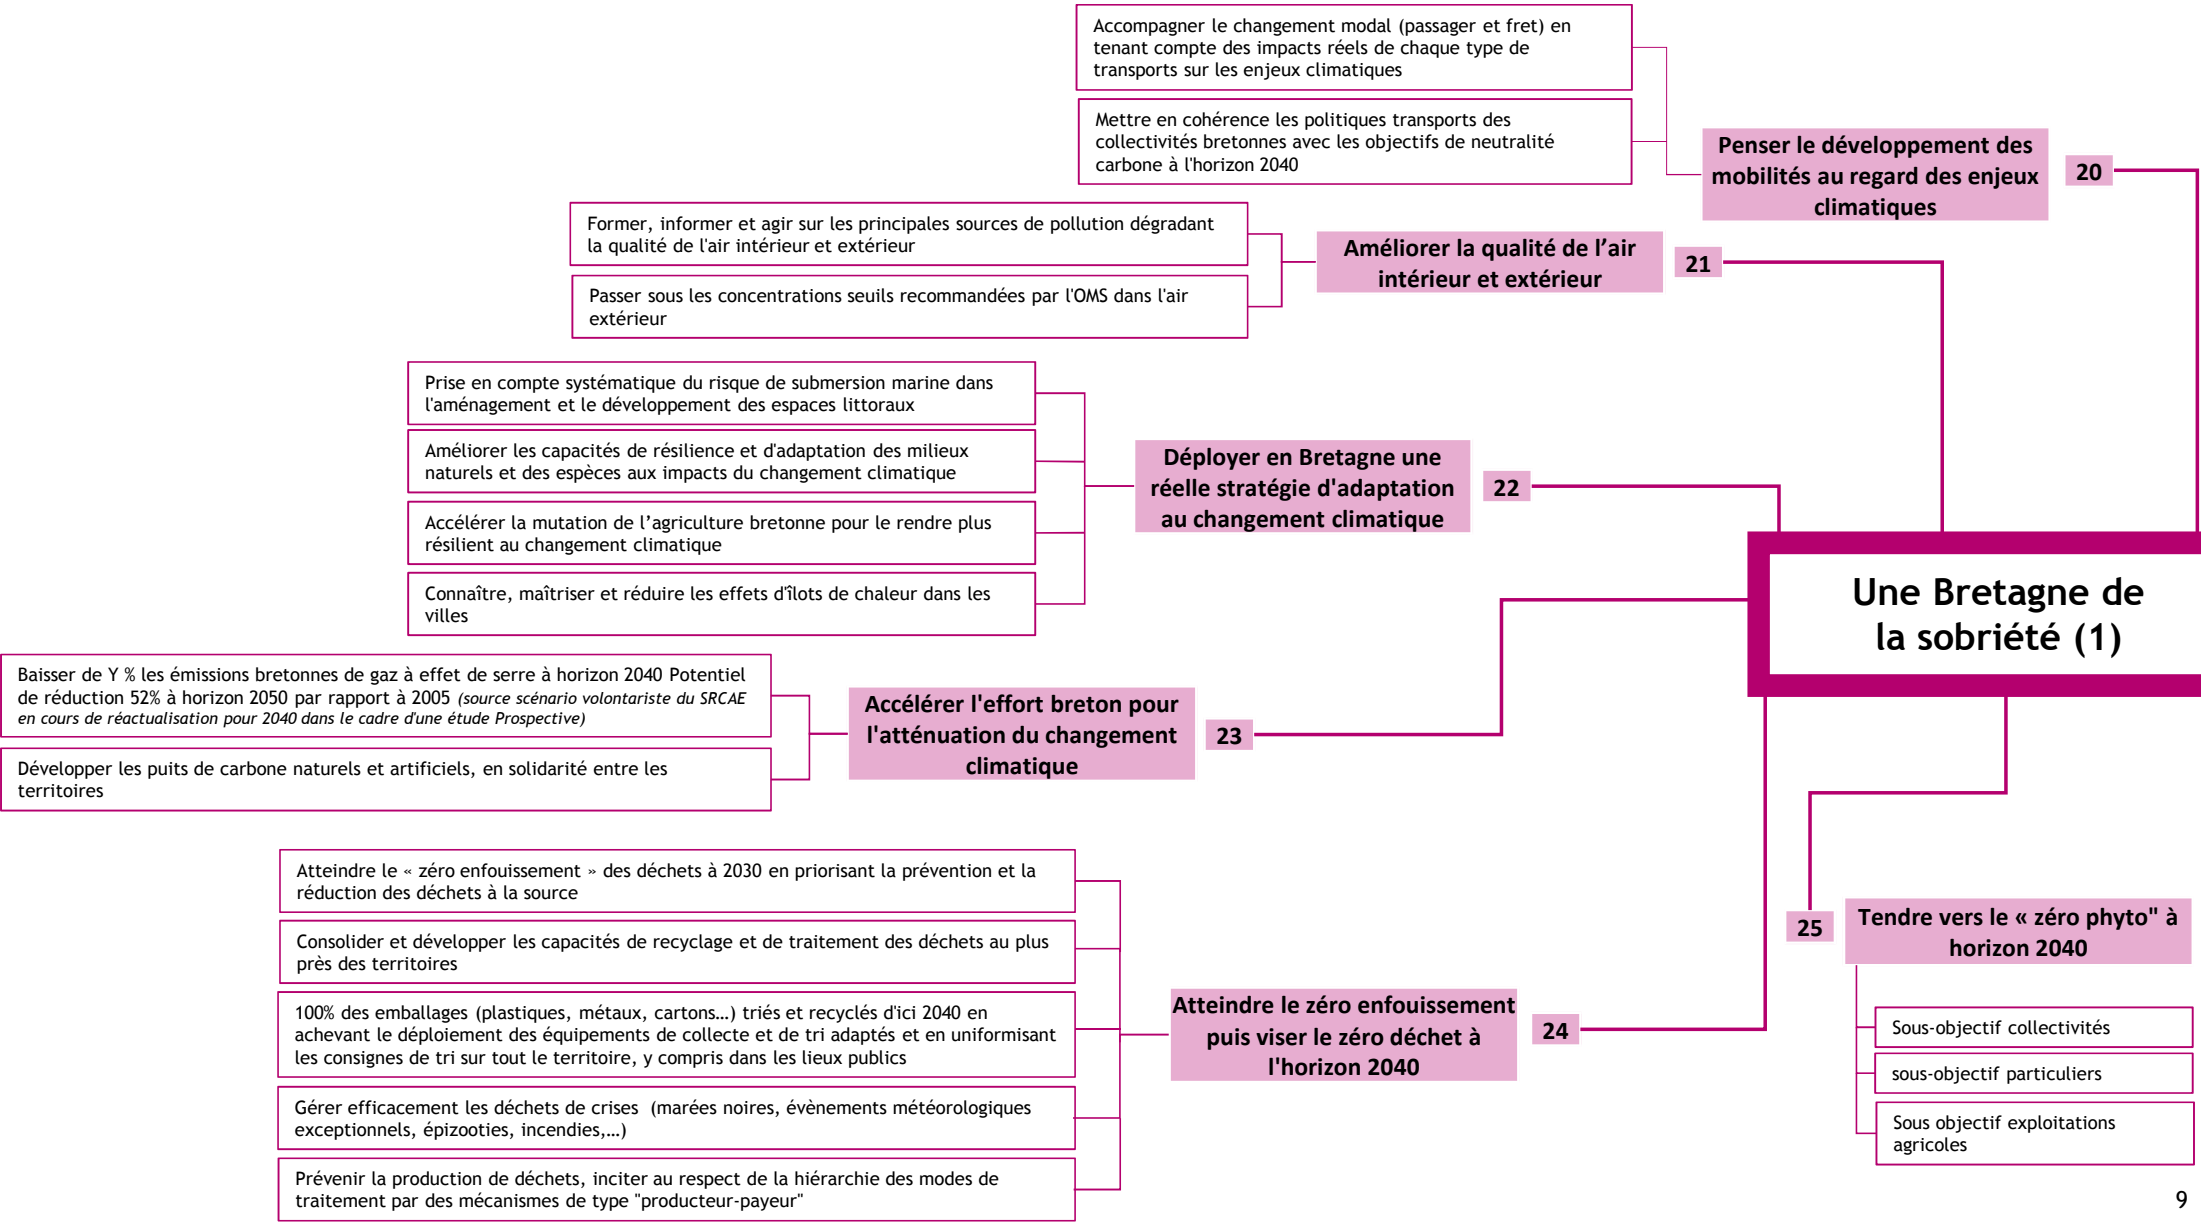 Accompagner le changement modal (passager et fret) en
tenant compte des impacts réels de chaque type de
transports sur les enjeux climatiques
Mettre en cohérence les politiques transports des
collectivités bretonnes avec les objectifs de neutralité
carbone à l'horizon 2040
Penser le développement des
mobilités au regard des enjeux
climatiques
20
Former, informer et agir sur les principales sources de pollution dégradant
la qualité de l'air intérieur et extérieur
Passer sous les concentrations seuils recommandées par l'OMS dans l'air
extérieur
Améliorer la qualité de l’air
intérieur et extérieur
21
Prise en compte systématique du risque de submersion marine dans
l'aménagement et le développement des espaces littoraux
Améliorer les capacités de résilience et d'adaptation des milieux
naturels et des espèces aux impacts du changement climatique
Accélérer la mutation de l’agriculture bretonne pour le rendre plus
résilient au changement climatique
Connaître, maîtriser et réduire les effets d'îlots de chaleur dans les
villes
Déployer en Bretagne une
réelle stratégie d'adaptation
au changement climatique
22
Une Bretagne de
la sobriété (1)
Baisser de Y % les émissions bretonnes de gaz à effet de serre à horizon 2040 Potentiel
de réduction 52% à horizon 2050 par rapport à 2005 (source scénario volontariste du SRCAE
en cours de réactualisation pour 2040 dans le cadre d'une étude Prospective)
Développer les puits de carbone naturels et artificiels, en solidarité entre les
territoires
Accélérer l'effort breton pour
l'atténuation du changement
climatique
23
Atteindre le « zéro enfouissement » des déchets à 2030 en priorisant la prévention et la
réduction des déchets à la source
Consolider et développer les capacités de recyclage et de traitement des déchets au plus
près des territoires
100% des emballages (plastiques, métaux, cartons…) triés et recyclés d'ici 2040 en
achevant le déploiement des équipements de collecte et de tri adaptés et en uniformisant
les consignes de tri sur tout le territoire, y compris dans les lieux publics
Gérer efficacement les déchets de crises (marées noires, évènements météorologiques
exceptionnels, épizooties, incendies,…)
Prévenir la production de déchets, inciter au respect de la hiérarchie des modes de
traitement par des mécanismes de type "producteur-payeur"
Atteindre le zéro enfouissement
puis viser le zéro déchet à
l'horizon 2040
24
25
Tendre vers le « zéro phyto" à
horizon 2040
Sous-objectif collectivités
sous-objectif particuliers
Sous objectif exploitations
agricoles
9